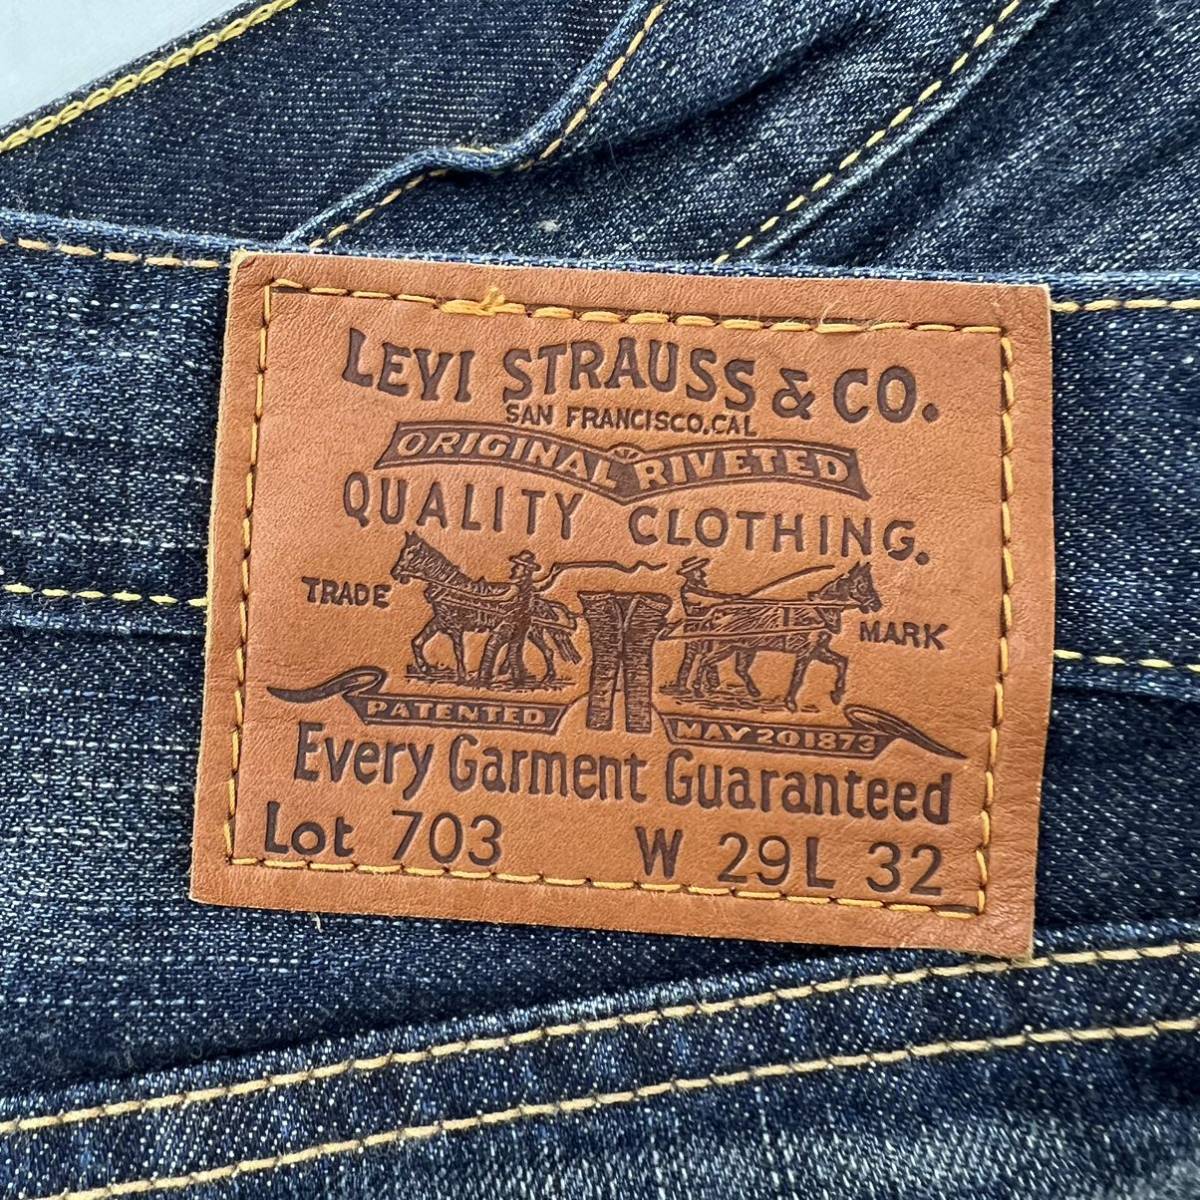 LEVI STRAUSS & CO.
SAN FRANCISCO, CAL
ORIGINAL RIVETED
QUALITY CLOTHING.
TRADE MARK
PATENTED MAY 20 1873
Every Garment Guaranteed
Lot 703 W 29 L 32